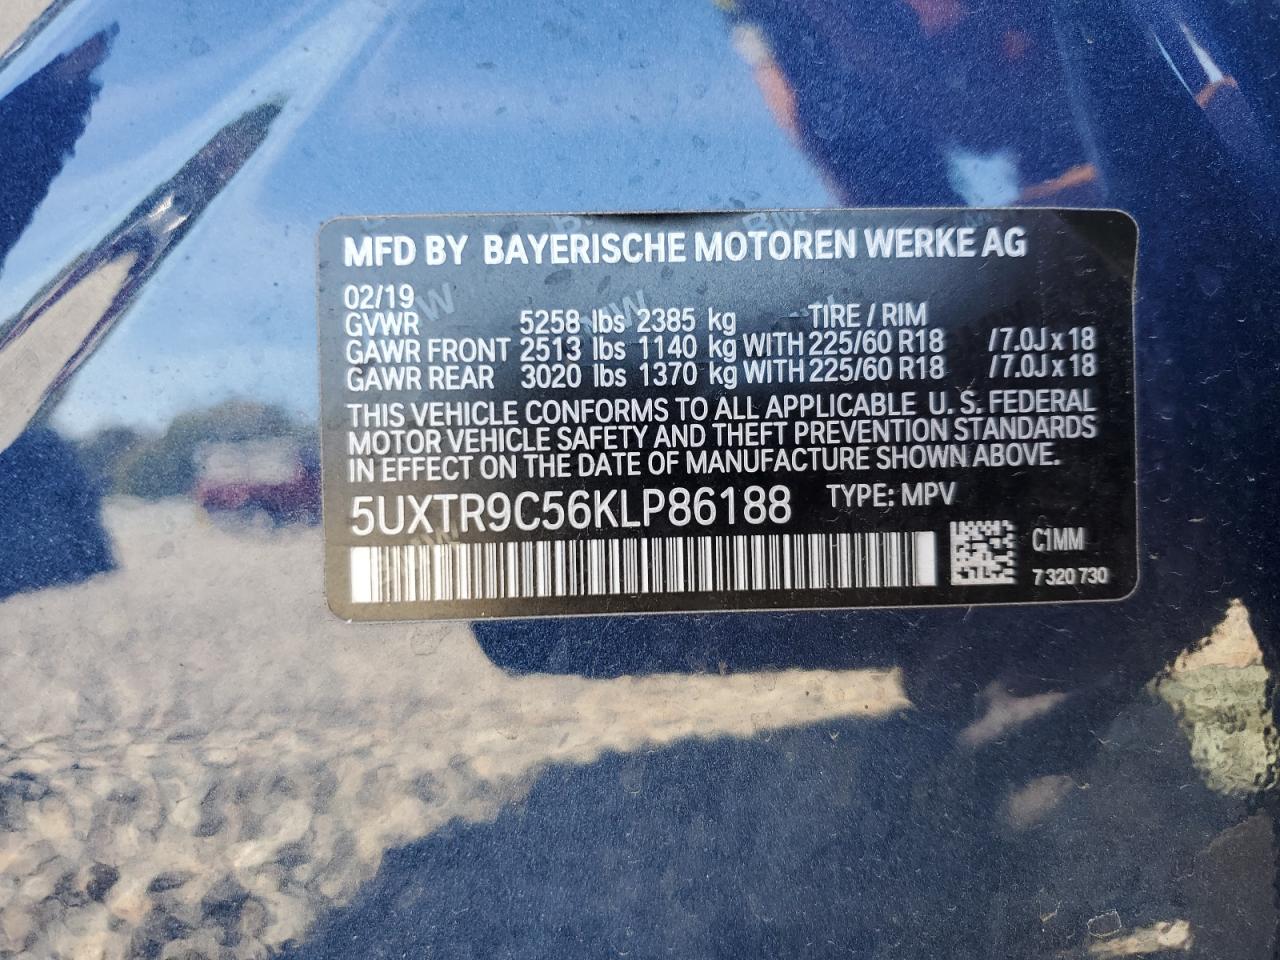 MFD BY BAYERISCHE MOTOREN WERKE AG
02/19
GVWR 5258 lbs 2385 kg TIRE / RIM
GAWR FRONT 2513 lbs 1140 kg WITH 225/60 R18 /7.0J x 18
GAWR REAR 3020 lbs 1370 kg WITH 225/60 R18 /7.0J x 18
THIS VEHICLE CONFORMS TO ALL APPLICABLE U. S. FEDERAL
MOTOR VEHICLE SAFETY AND THEFT PREVENTION STANDARDS
IN EFFECT ON THE DATE OF MANUFACTURE SHOWN ABOVE.
5UXTR9C56KLP86188 TYPE: MPV
C1MM
7 320 730